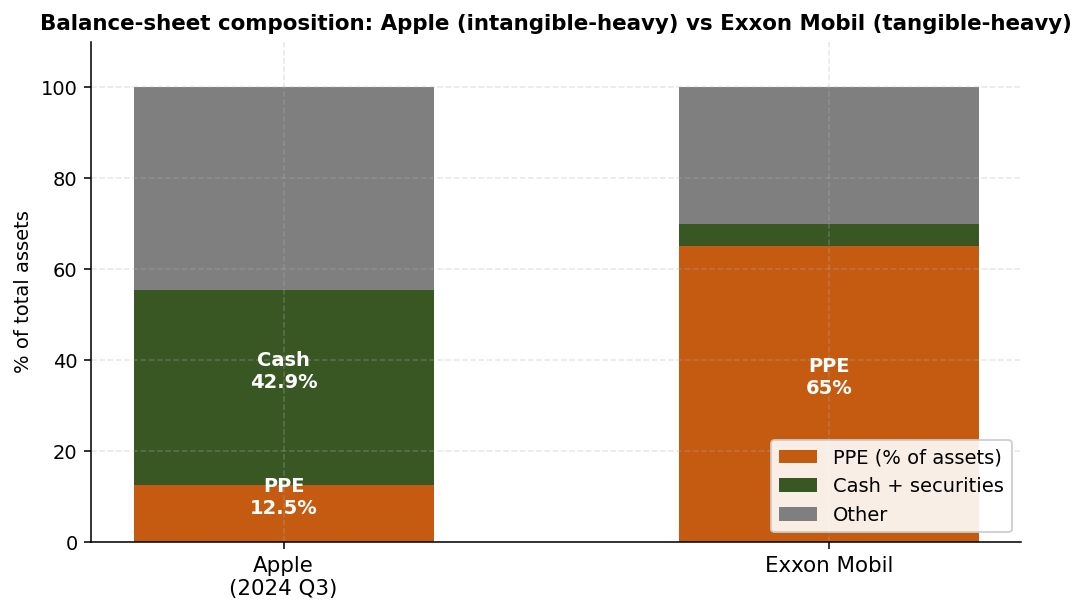 Balance-sheet composition: Apple (intangible-heavy) vs Exxon Mobil (tangible-heavy)
% of total assets
100
80
60
40
20
0
Cash
42.9%
PPE
12.5%
PPE
65%
PPE (% of assets)
Cash + securities
Other
Apple
(2024 Q3)
Exxon Mobil